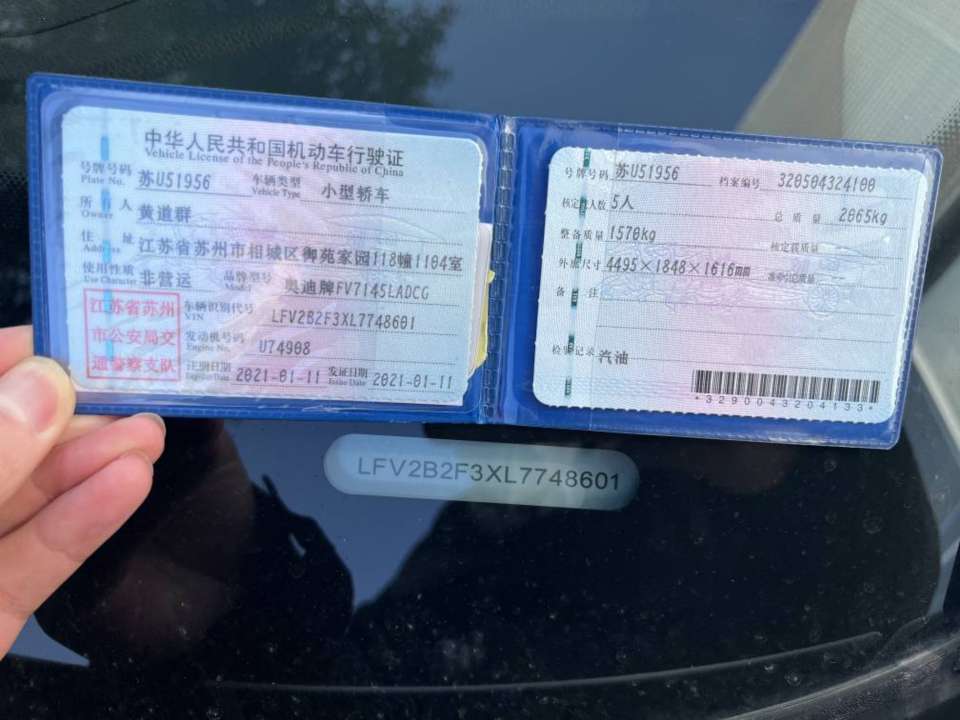 中华人民共和国机动车行驶证
Vehicle License of the People's Republic of China
号牌号码 苏U51956 车辆类型 小型轿车
Plate No. Vehicle Type
所有人 黄道群
Owner
住址 江苏省苏州市相城区御苑家园118幢1104室
Address
使用性质 非营运 品牌型号 奥迪牌FV7145LADCG
Use Character Model
江苏省苏州
市公安局交
通警察支队
车辆识别代号 LFV2B2F3XL7748601
VIN
发动机号码 U74908
Engine No.
注册日期 2021-01-11 发证日期 2021-01-11
Register Date Issue Date
号牌号码 苏U51956 档案编号 320504324100
核定载人数 5人 总质量 2065kg
整备质量 1570kg 核定载质量
外廓尺寸 4495×1848×1616mm 准牵引总质量
备注
检验记录 汽油
*3290043204133*
LFV2B2F3XL7748601